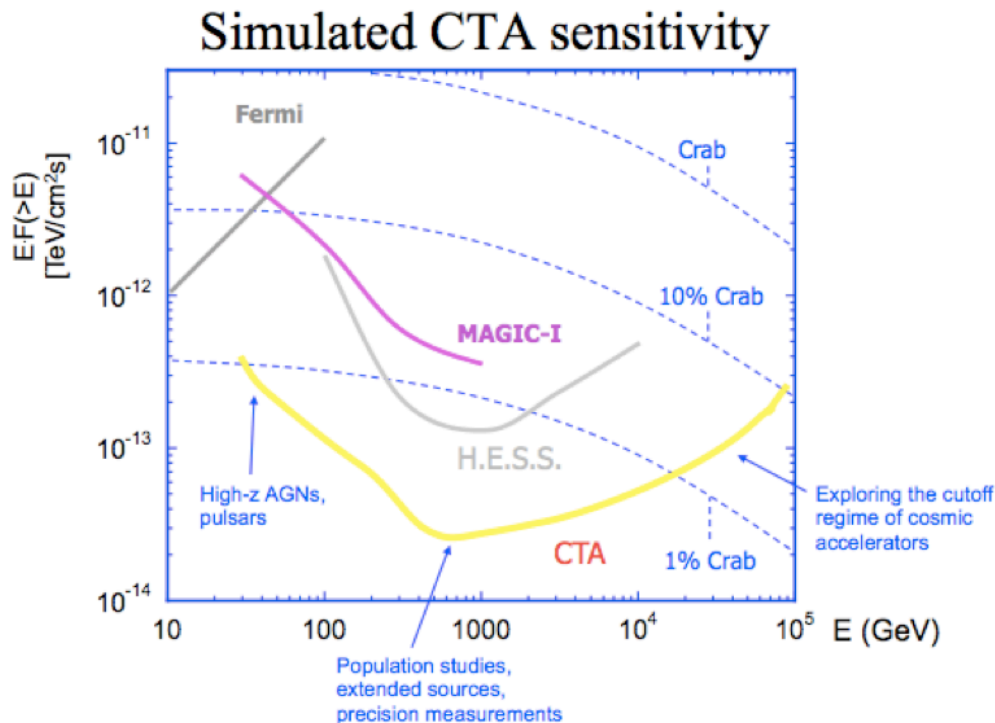 Simulated CTA sensitivity
E·F(>E)
[TeV/cm²s]
10⁻¹¹
10⁻¹²
10⁻¹³
10⁻¹⁴
Fermi
Crab
10% Crab
MAGIC-I
H.E.S.S.
High-z AGNs,
pulsars
CTA
1% Crab
Exploring the cutoff
regime of cosmic
accelerators
10
100
1000
10⁴
10⁵
E (GeV)
Population studies,
extended sources,
precision measurements